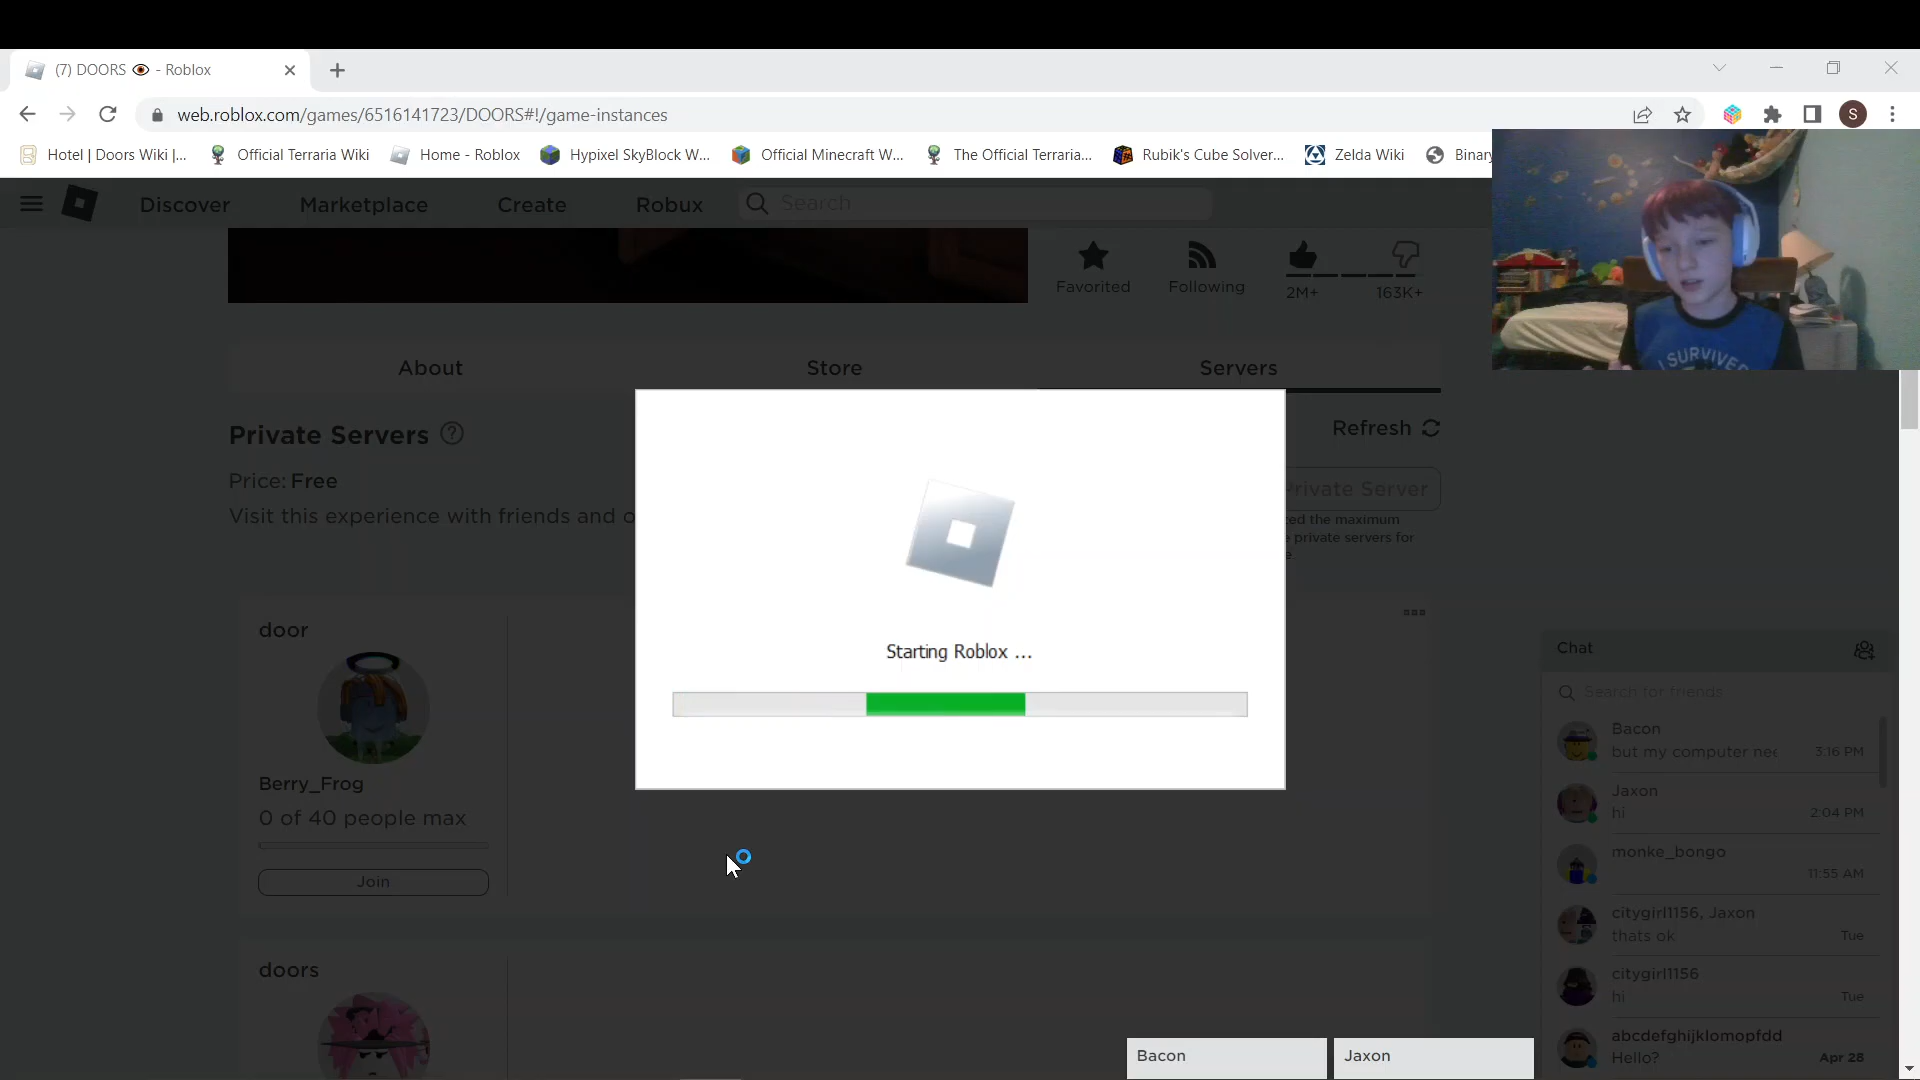 (7) DOORS 👁 - Roblox
web.roblox.com/games/6516141723/DOORS#!/game-instances
S
Hotel | Doors Wiki |... Official Terraria Wiki Home - Roblox Hypixel SkyBlock W... Official Minecraft W... The Official Terraria... Rubik's Cube Solver... Zelda Wiki Binary
Discover Marketplace Create Robux Search
Favorited Following 2M+ 163K+
I SURVIVED
About Store Servers
Private Servers ? Refresh
Price: Free
Private Server
Visit this experience with friends and o
ed the maximum
private servers for
e.
door
Berry_Frog
0 of 40 people max
Join
doors
Starting Roblox ...
Chat
Search for friends
Bacon
but my computer nee 3:16 PM
Jaxon
hi 2:04 PM
monke_bongo
11:55 AM
citygirl1156, Jaxon
thats ok Tue
citygirl1156
hi Tue
abcdefghijklomopfdd
Hello? Apr 28
Bacon Jaxon